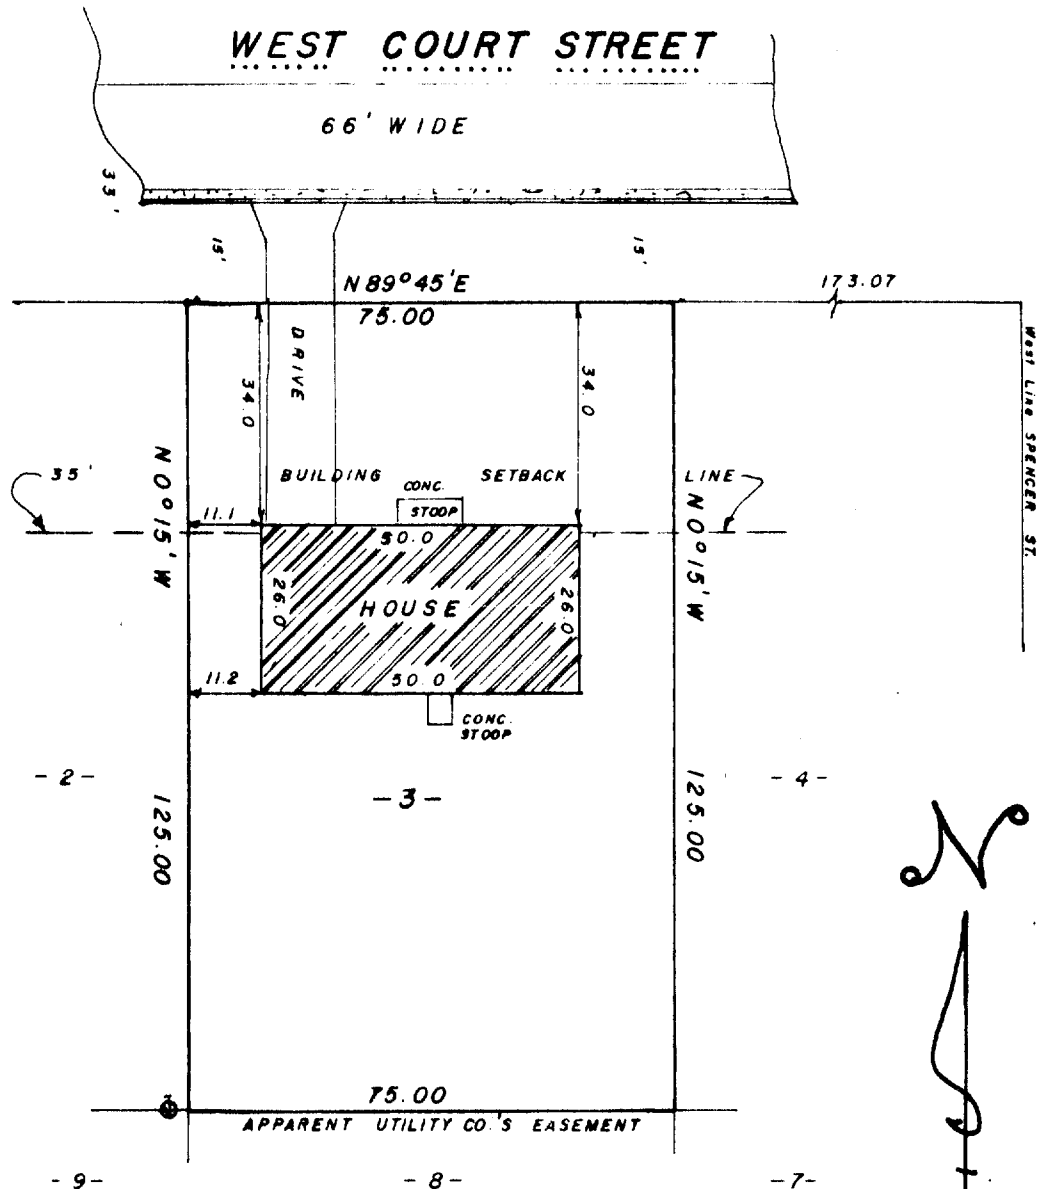 WEST COURT STREET
66' WIDE
33'
15'
15'
N 89° 45' E
173.07
75.00
DRIVE
34.0
34.0
West Line SPENCER ST.
35'
N 0° 15' W
BUILDING SETBACK LINE
CONC.
STOOP
N 0° 15' W
11.1
50.0
26.0
HOUSE
26.0
11.2
50.0
CONC.
STOOP
- 2 -
- 3 -
- 4 -
125.00
125.00
N
75.00
APPARENT UTILITY CO.'S EASEMENT
- 9 -
- 8 -
- 7 -